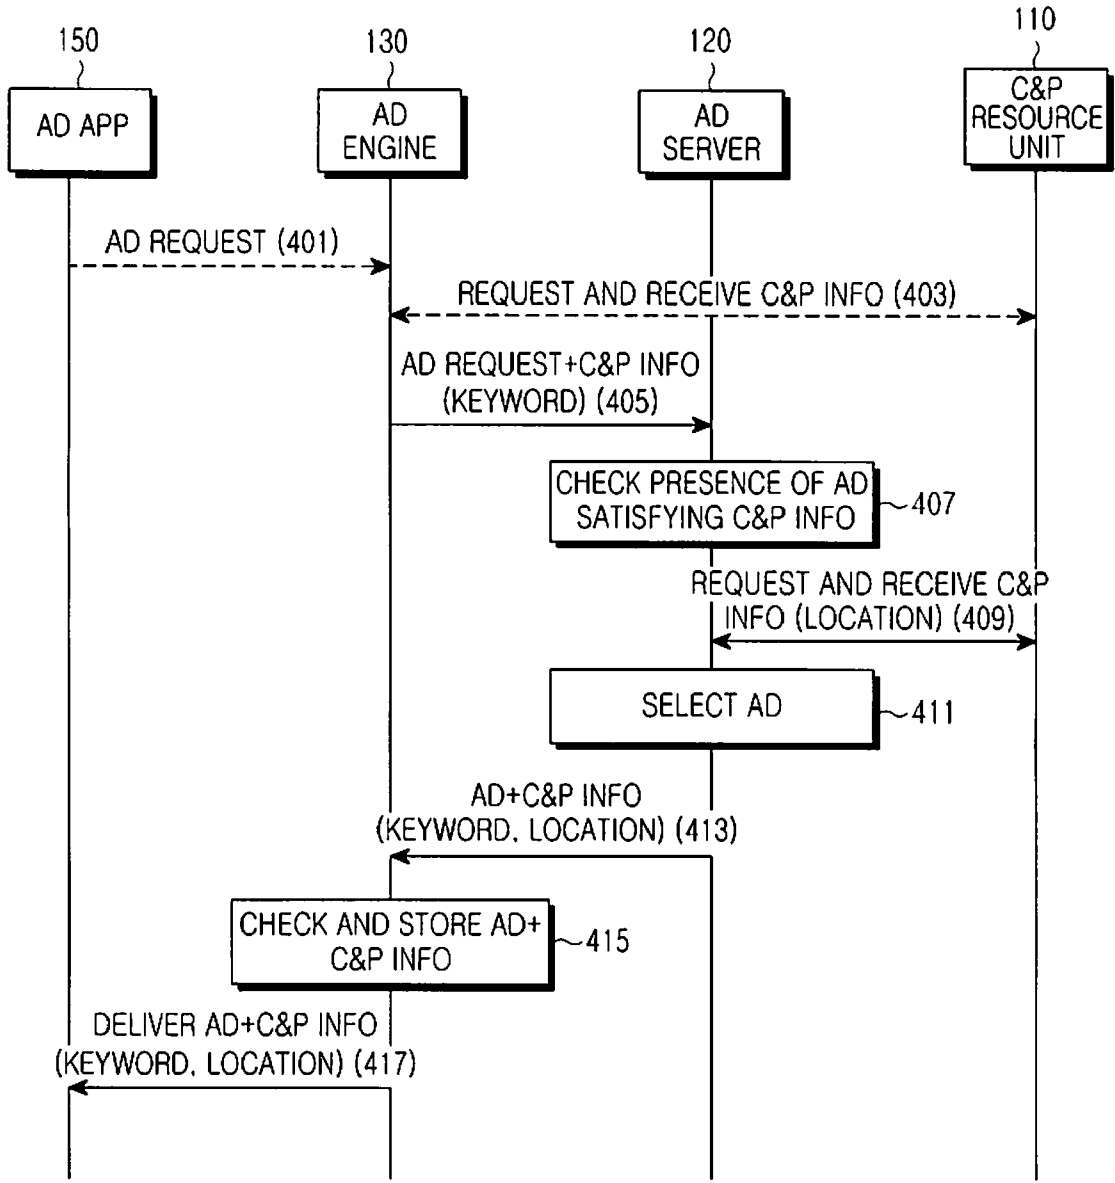 150
130
120
110
AD APP
AD
ENGINE
AD
SERVER
C&P
RESOURCE
UNIT
AD REQUEST (401)
REQUEST AND RECEIVE C&P INFO (403)
AD REQUEST+C&P INFO
(KEYWORD) (405)
CHECK PRESENCE OF AD
SATISFYING C&P INFO
407
REQUEST AND RECEIVE C&P
INFO (LOCATION) (409)
SELECT AD
411
AD+C&P INFO
(KEYWORD, LOCATION) (413)
CHECK AND STORE AD+
C&P INFO
415
DELIVER AD+C&P INFO
(KEYWORD, LOCATION) (417)